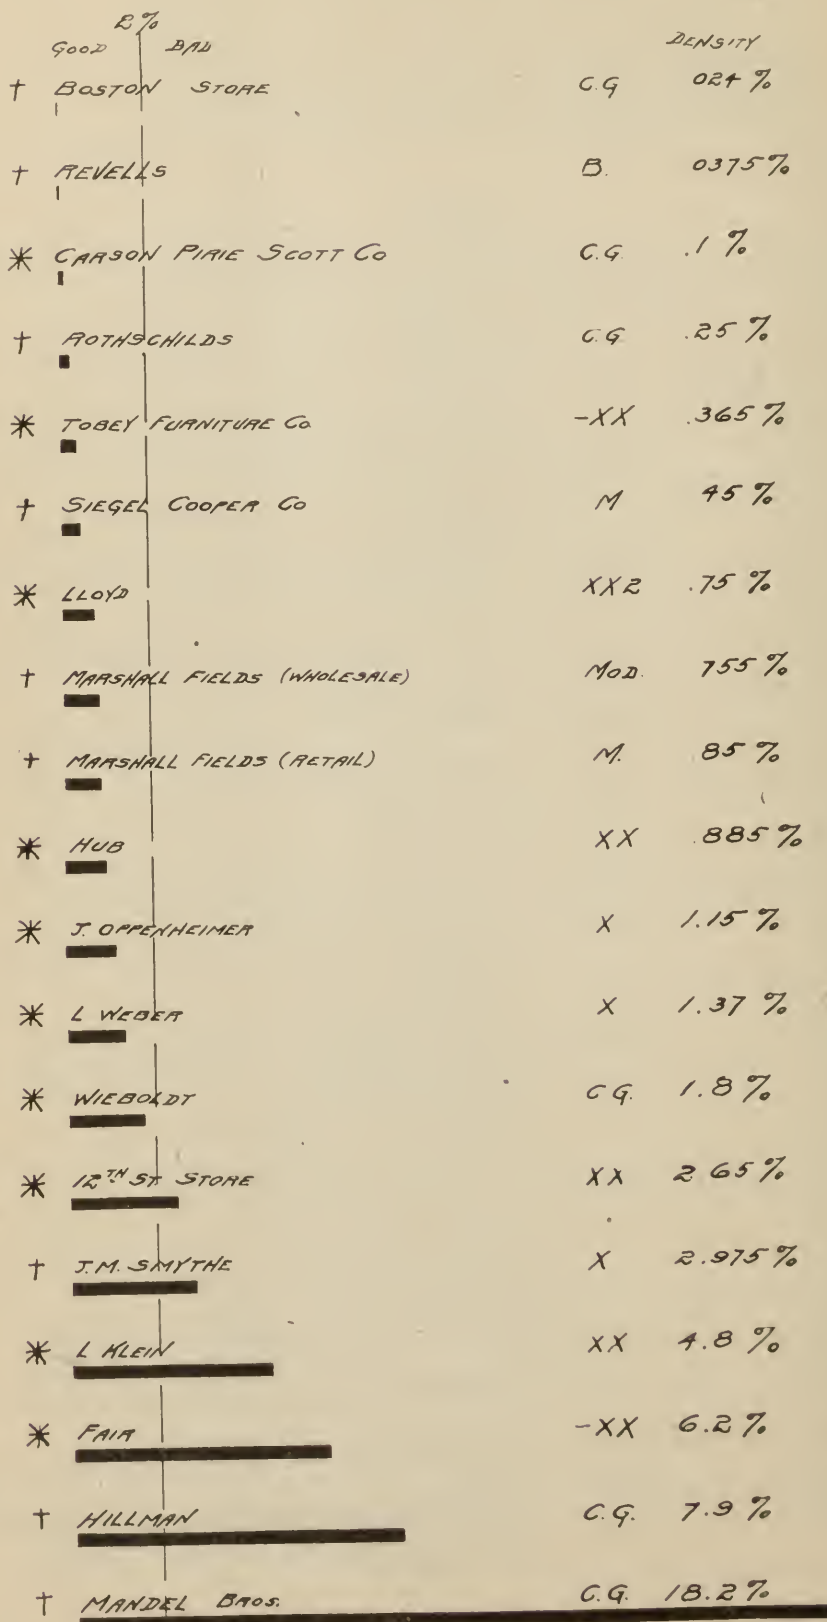 2%
GOOD BAD DENSITY
† BOSTON STORE C.G 024 %
† REVELLS B. 0375 %
* CARSON PIRIE SCOTT Co C.G. .1 %
† ROTHSCHILDS C.G .25 %
* TOBEY FURNITURE Co -XX .365 %
† SIEGEL COOPER Co M 45 %
* LLOYD XX2 .75 %
† MARSHALL FIELDS (WHOLESALE) MOD. 755 %
† MARSHALL FIELDS (RETAIL) M. 85 %
* HUB XX .885 %
* J. OPPENHEIMER X 1.15 %
* L WEBER X 1.37 %
* WIEBOLDT C G. 1.8 %
* 12TH ST STORE XX 2 65 %
† J.M. SMYTHE X 2.975 %
* L KLEIN XX 4.8 %
* FAIR -XX 6.2 %
† HILLMAN C.G. 7.9 %
† MANDEL BROS. C.G. 18.2 %